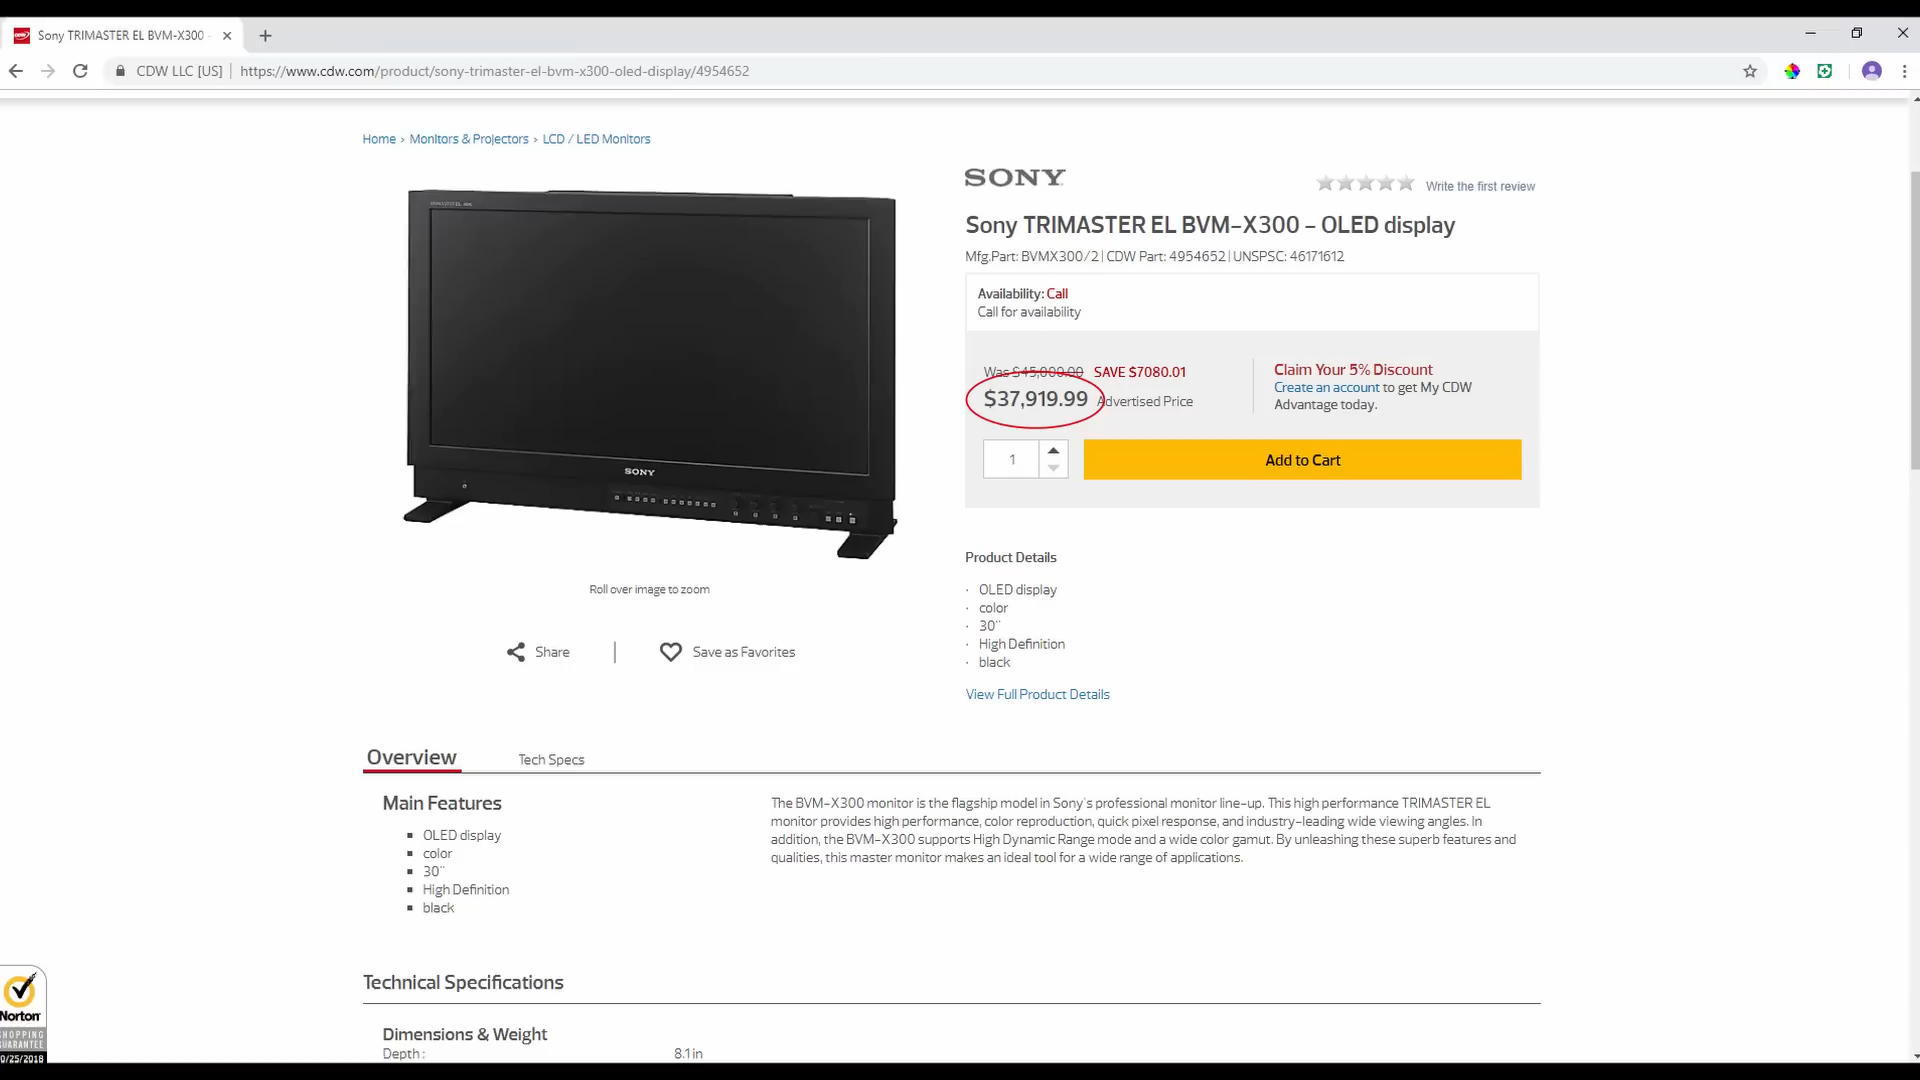 Sony TRIMASTER EL BVM-X300 -
CDW LLC [US] https://www.cdw.com/product/sony-trimaster-el-bvm-x300-oled-display/4954652
Home › Monitors & Projectors › LCD / LED Monitors
SONY
Write the first review
Sony TRIMASTER EL BVM-X300 - OLED display
Mfg.Part: BVMX300/2 | CDW Part: 4954652 | UNSPSC: 46171612
Availability: Call
Call for availability
Was $45,000.00 SAVE $7080.01
$37,919.99 Advertised Price
Claim Your 5% Discount
Create an account to get My CDW
Advantage today.
1
Add to Cart
SONY
Roll over image to zoom
Share | Save as Favorites
Product Details
· OLED display
· color
· 30"
· High Definition
· black
View Full Product Details
Overview Tech Specs
Main Features
▪ OLED display
▪ color
▪ 30"
▪ High Definition
▪ black
The BVM-X300 monitor is the flagship model in Sony's professional monitor line-up. This high performance TRIMASTER EL
monitor provides high performance, color reproduction, quick pixel response, and industry-leading wide viewing angles. In
addition, the BVM-X300 supports High Dynamic Range mode and a wide color gamut. By unleashing these superb features and
qualities, this master monitor makes an ideal tool for a wide range of applications.
Technical Specifications
Dimensions & Weight
Depth : 8.1 in
Norton
SHOPPING
GUARANTEE
0/25/2018